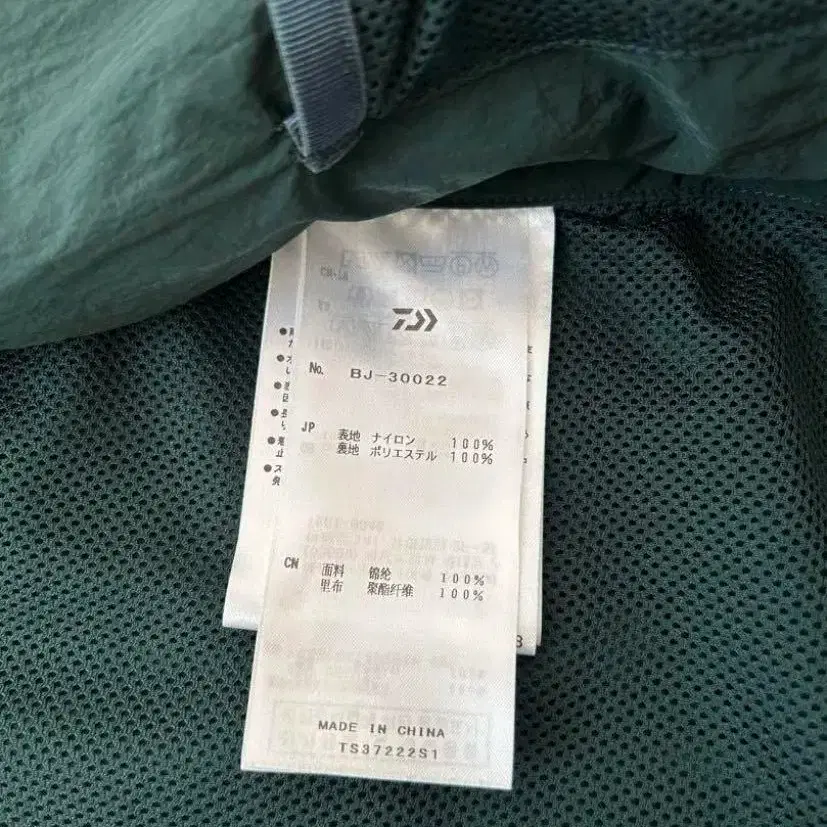 No. BJ-30022
JP 表地 ナイロン 100%
裏地 ポリエステル 100%
CN 面料 锦纶 100%
里布 聚酯纤维 100%
MADE IN CHINA
TS37222S1